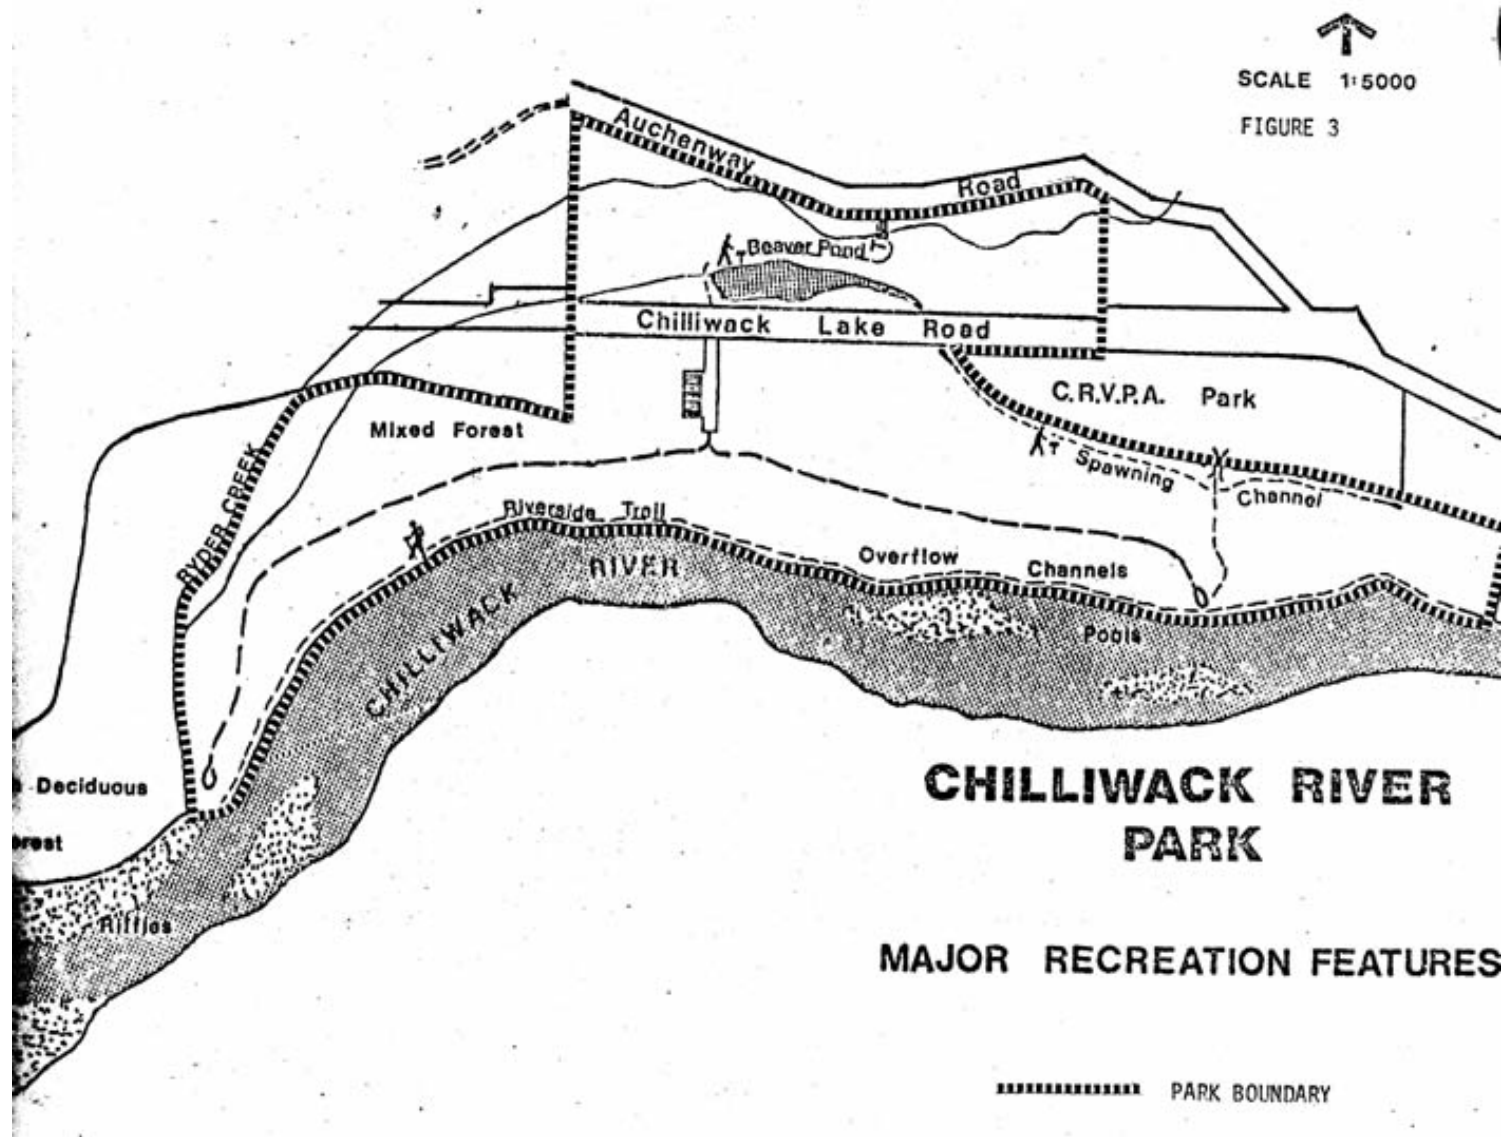 SCALE 1:5000
FIGURE 3
Auchenway Road
Beaver Pond
Chilliwack Lake Road
C.R.V.P.A. Park
Mixed Forest
RYDER CREEK
Spawning Channel
Riverside Trail
Overflow Channels
CHILLIWACK RIVER
Pools
Deciduous
Riffles
CHILLIWACK RIVER
PARK
MAJOR RECREATION FEATURES
PARK BOUNDARY